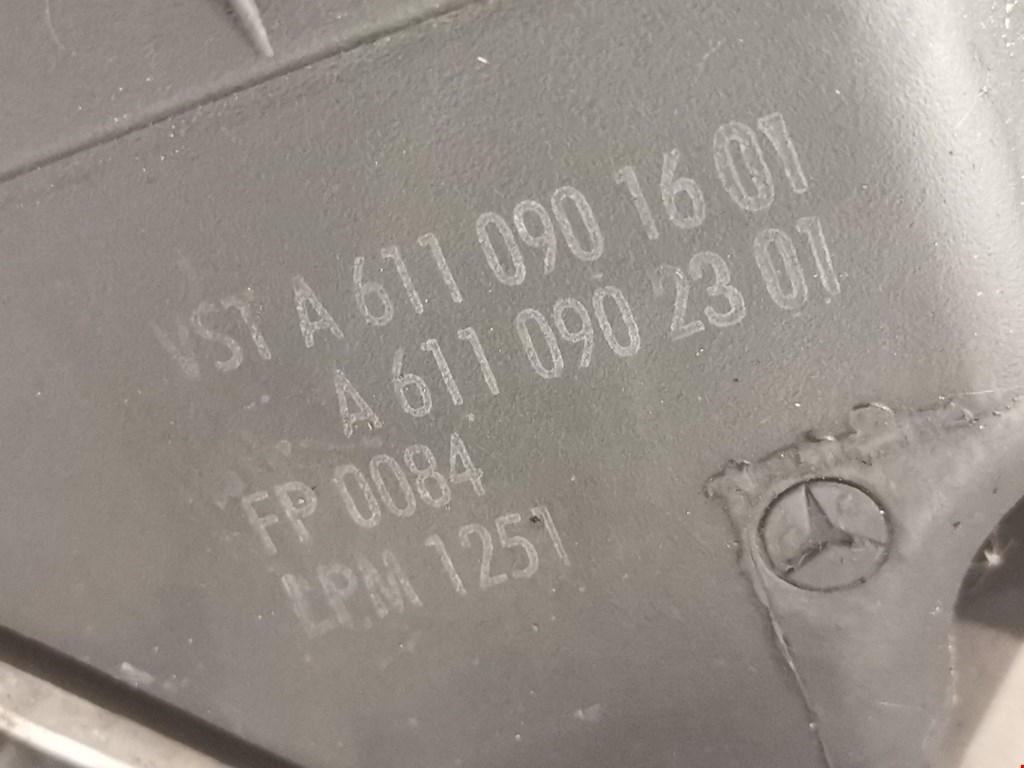 VST A 611 090 16 01
A 611 090 23 01
FP 0084
LPM 1251